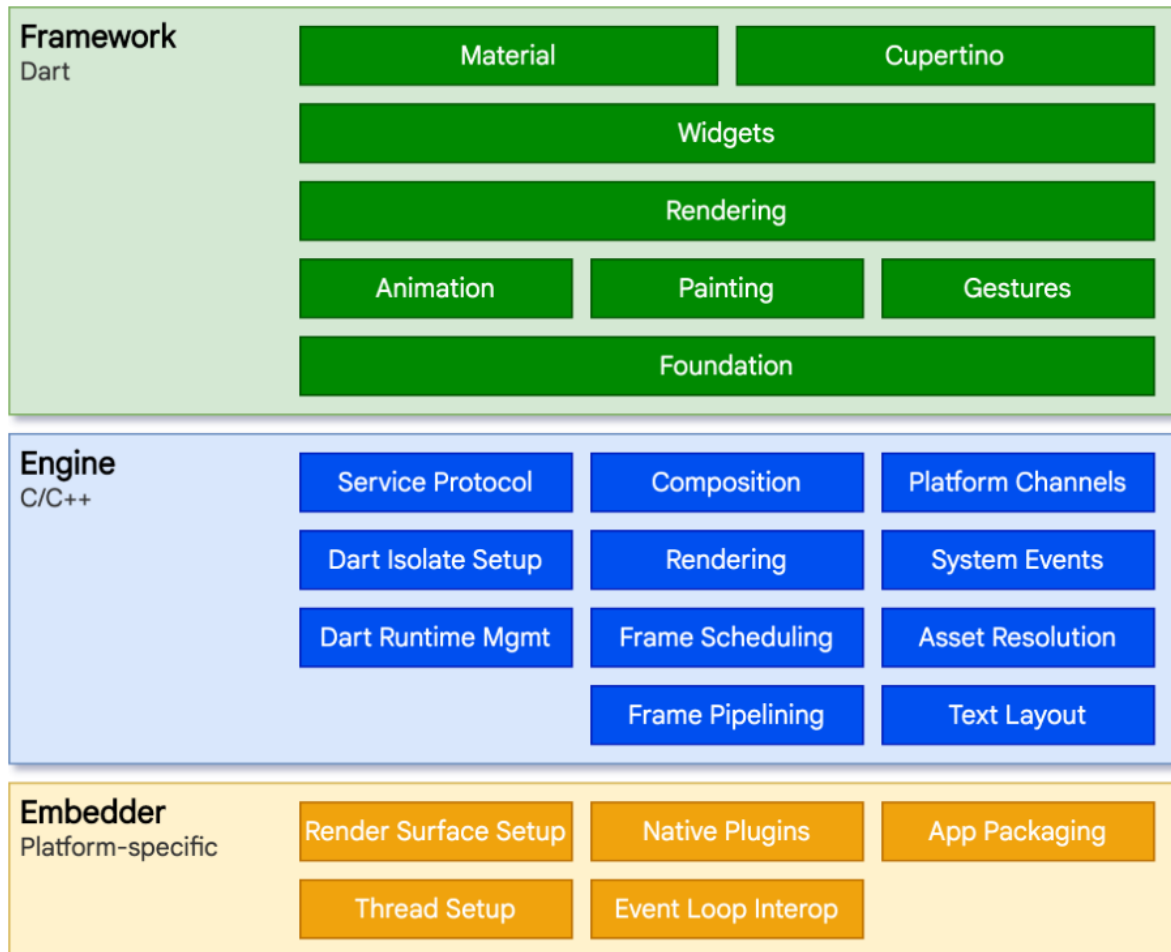 Framework
Dart
Material
Cupertino
Widgets
Rendering
Animation
Painting
Gestures
Foundation
Engine
C/C++
Service Protocol
Composition
Platform Channels
Dart Isolate Setup
Rendering
System Events
Dart Runtime Mgmt
Frame Scheduling
Asset Resolution
Frame Pipelining
Text Layout
Embedder
Platform-specific
Render Surface Setup
Native Plugins
App Packaging
Thread Setup
Event Loop Interop